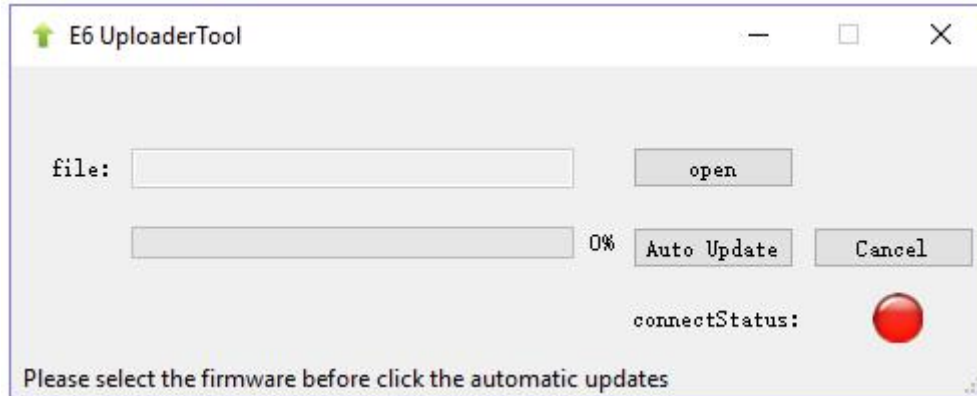 E6 UploaderTool
file:
open
0%
Auto Update
Cancel
connectStatus:
Please select the firmware before click the automatic updates